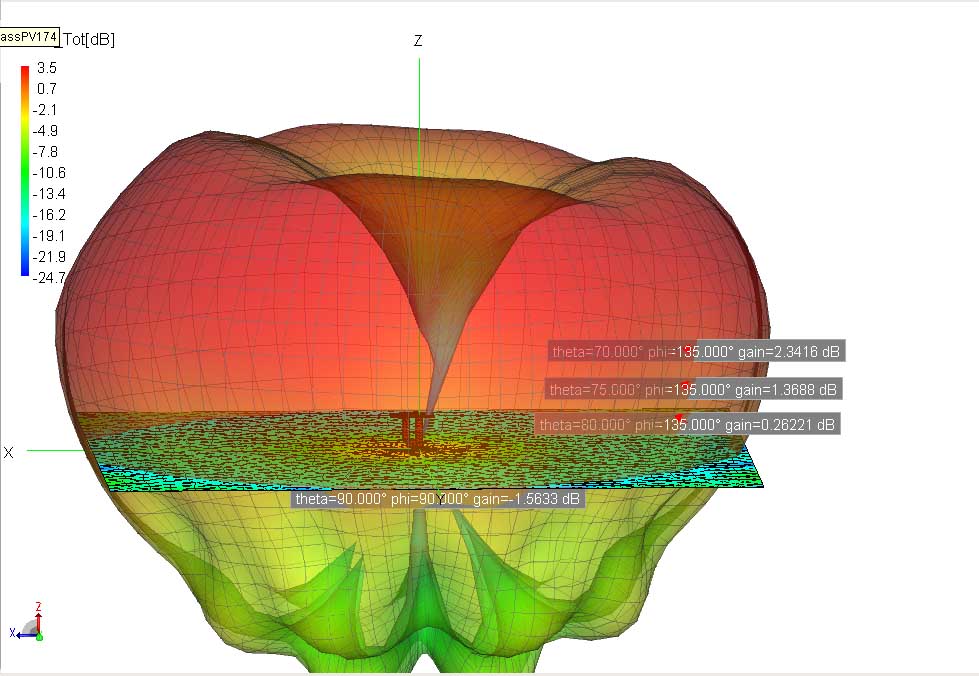 assPV174_Tot[dB]
Z
3.5
0.7
-2.1
-4.9
-7.8
-10.6
-13.4
-16.2
-19.1
-21.9
-24.7
theta=70.000° phi=135.000° gain=2.3416 dB
theta=75.000° phi=135.000° gain=1.3688 dB
theta=80.000° phi=135.000° gain=0.26221 dB
X
theta=90.000° phi=90.000° gain=-1.5633 dB
Y
Z
X